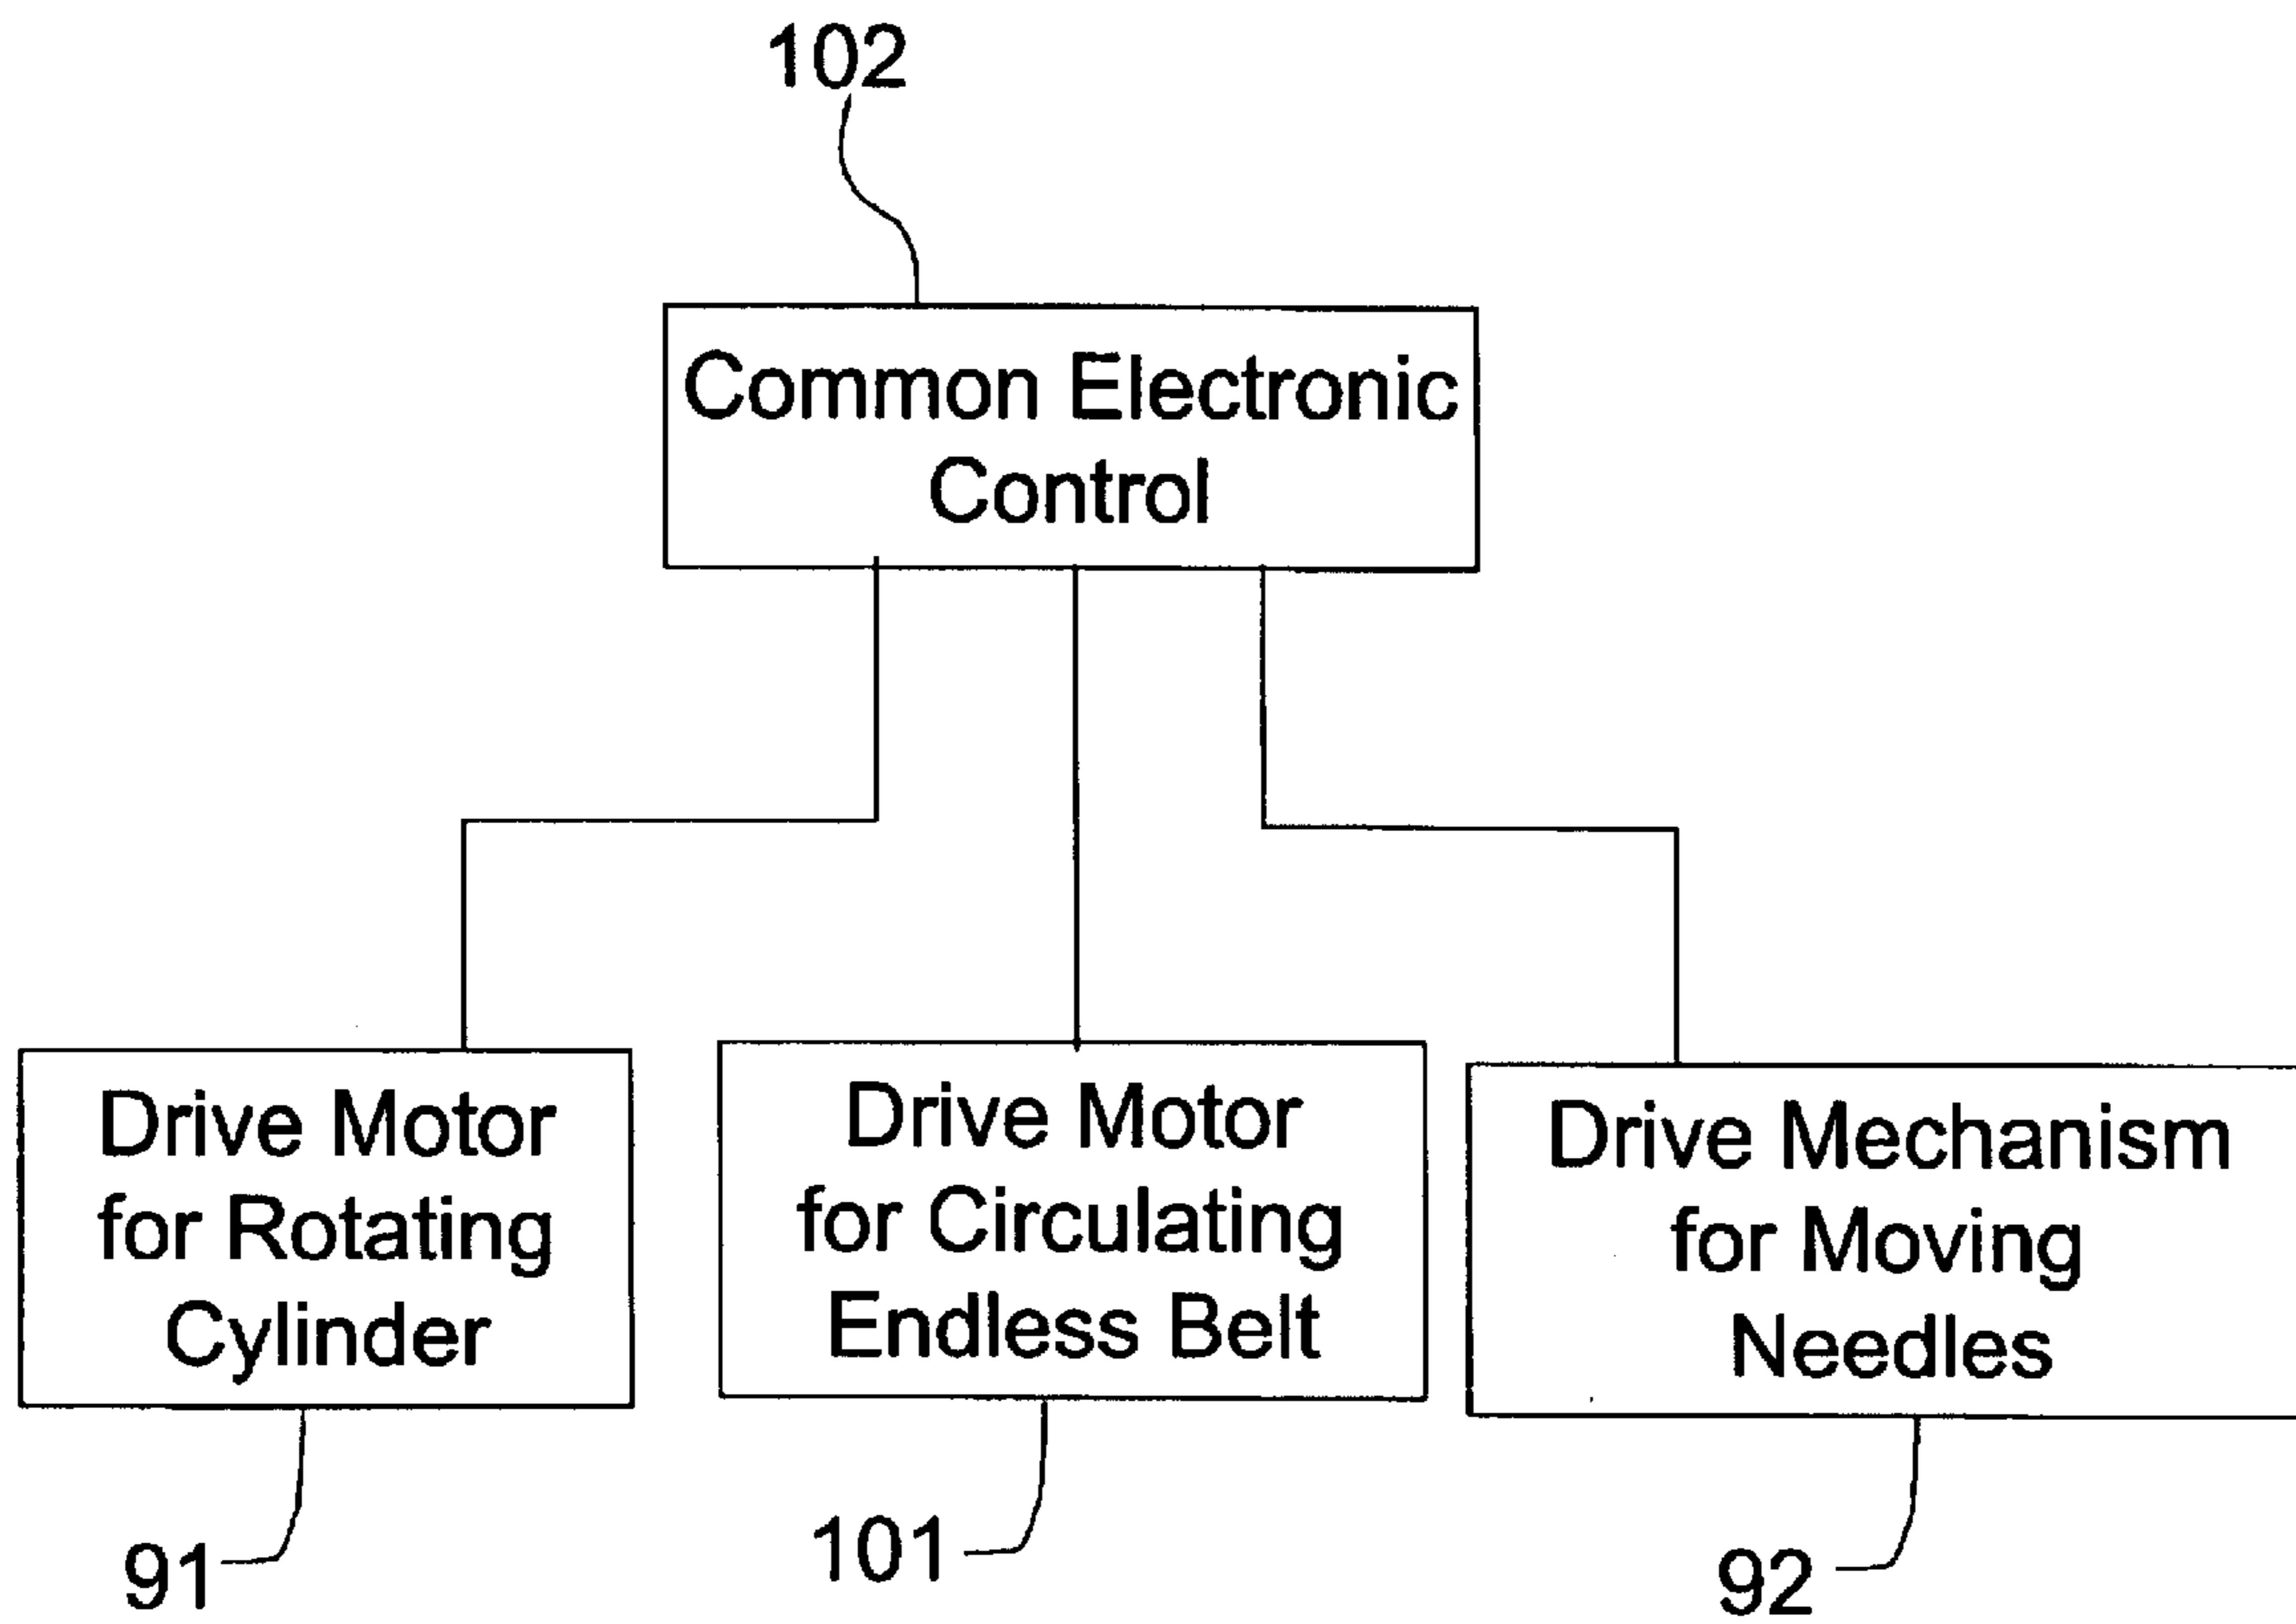 102
Common Electronic
Control
Drive Motor
for Rotating
Cylinder
Drive Motor
for Circulating
Endless Belt
Drive Mechanism
for Moving
Needles
91
101
92